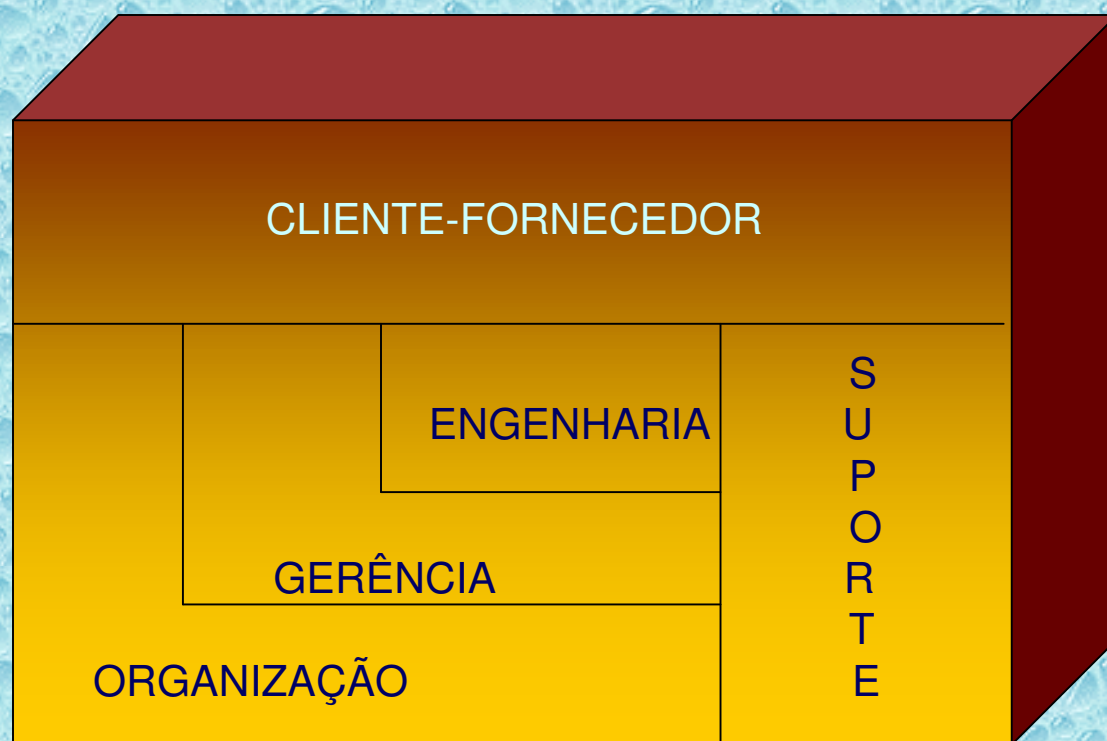 CLIENTE-FORNECEDOR
ENGENHARIA
GERÊNCIA
ORGANIZAÇÃO
S
U
P
O
R
T
E